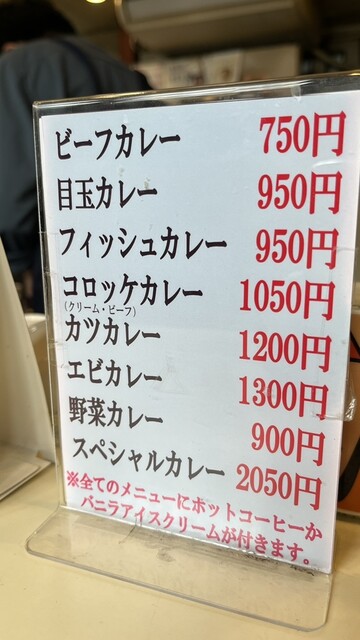 ビーフカレー 750円
目玉カレー 950円
フィッシュカレー 950円
コロッケカレー 1050円
(クリーム・ビーフ)
カツカレー 1200円
エビカレー 1300円
野菜カレー 900円
スペシャルカレー 2050円
※全てのメニューにホットコーヒーか
バニラアイスクリームが付きます。